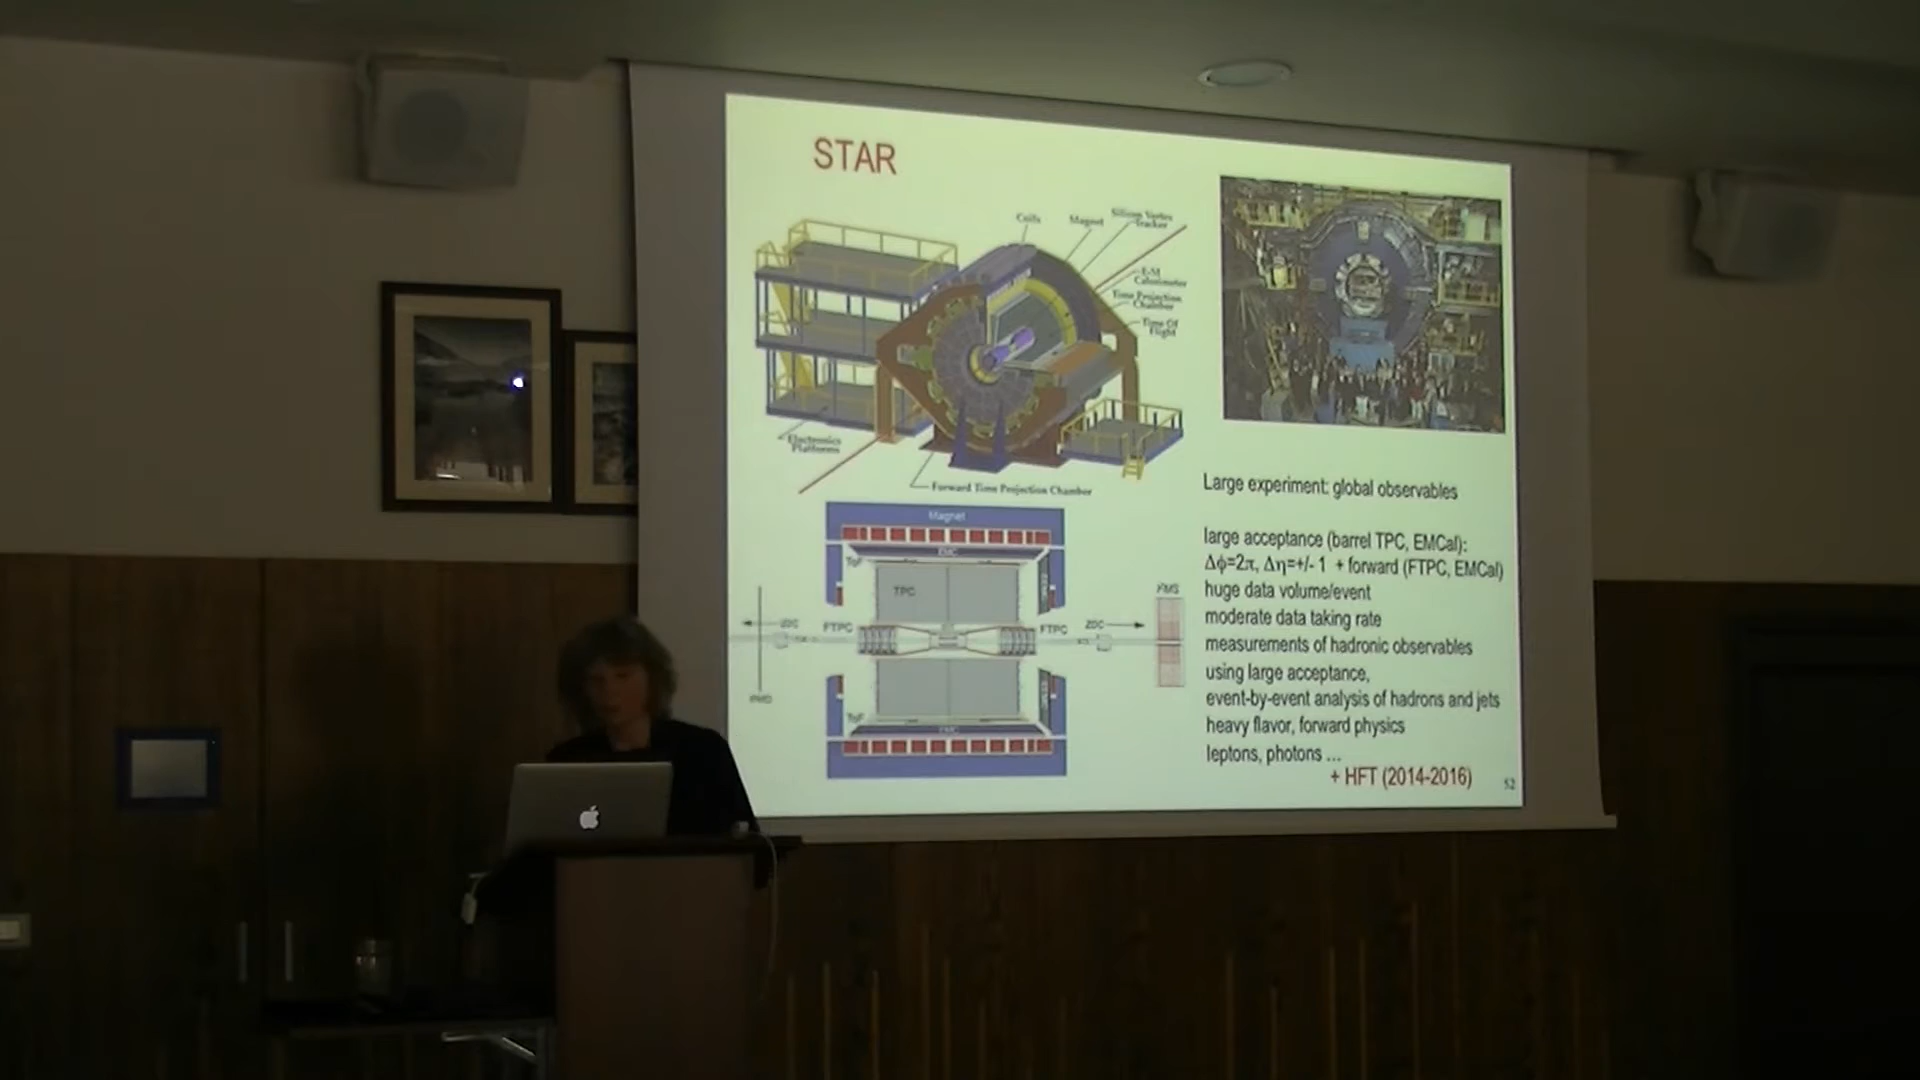 STAR
Coils
Magnet
Silicon Vertex
Tracker
E-M
Calorimeter
Time Projection
Chamber
Time Of
Flight
Electronics
Platforms
Forward Time Projection Chamber
Large experiment: global observables
large acceptance (barrel TPC, EMCal):
Δϕ=2π, Δη=+/- 1 + forward (FTPC, EMCal)
huge data volume/event
moderate data taking rate
measurements of hadronic observables
using large acceptance,
event-by-event analysis of hadrons and jets
heavy flavor, forward physics
leptons, photons ...
+ HFT (2014-2016)
Magnet
EMC
ToF
TPC
FMS
ZDC
FTPC
FTPC
ZDC
PMD
ToF
EMC
52